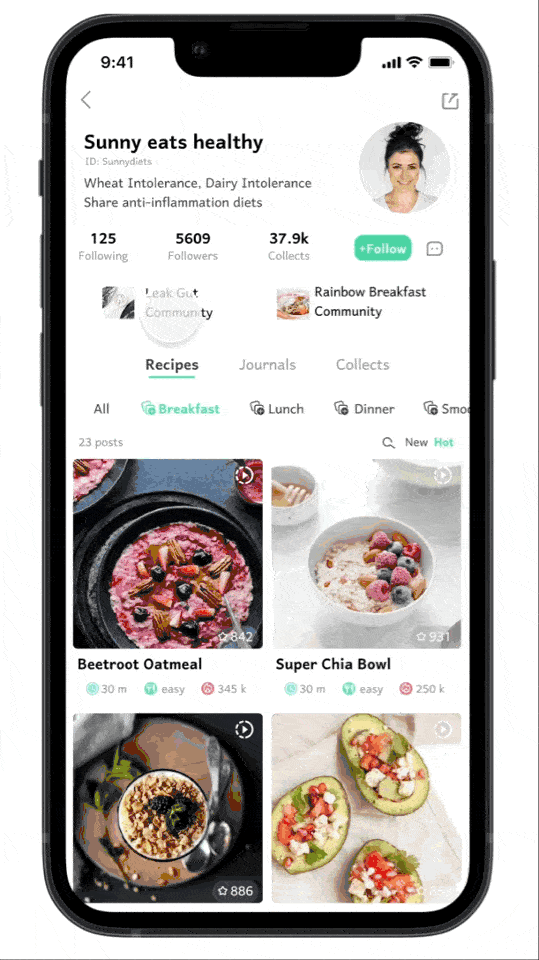 9:41
Sunny eats healthy
ID: Sunnydiets
Wheat Intolerance, Dairy Intolerance
Share anti-inflammation diets
125
5609
37.9k
+Follow
Following
Followers
Collects
Leak Gut
Community
Rainbow Breakfast
Community
Recipes
Journals
Collects
All
Breakfast
Lunch
Dinner
Smoo
23 posts
New
Hot
842
931
Beetroot Oatmeal
Super Chia Bowl
30 m
easy
345 k
30 m
easy
250 k
886